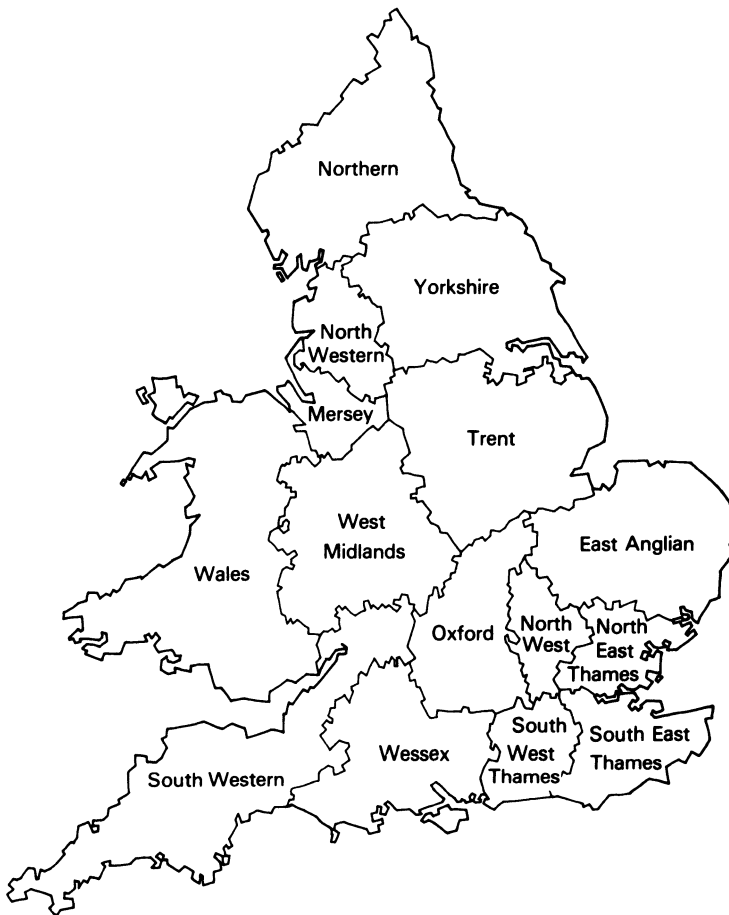 Northern
Yorkshire
North
Western
Mersey
Trent
West
Midlands
East Anglian
Wales
Oxford
North
West
North
East
Thames
South Western
Wessex
South
West
Thames
South East
Thames